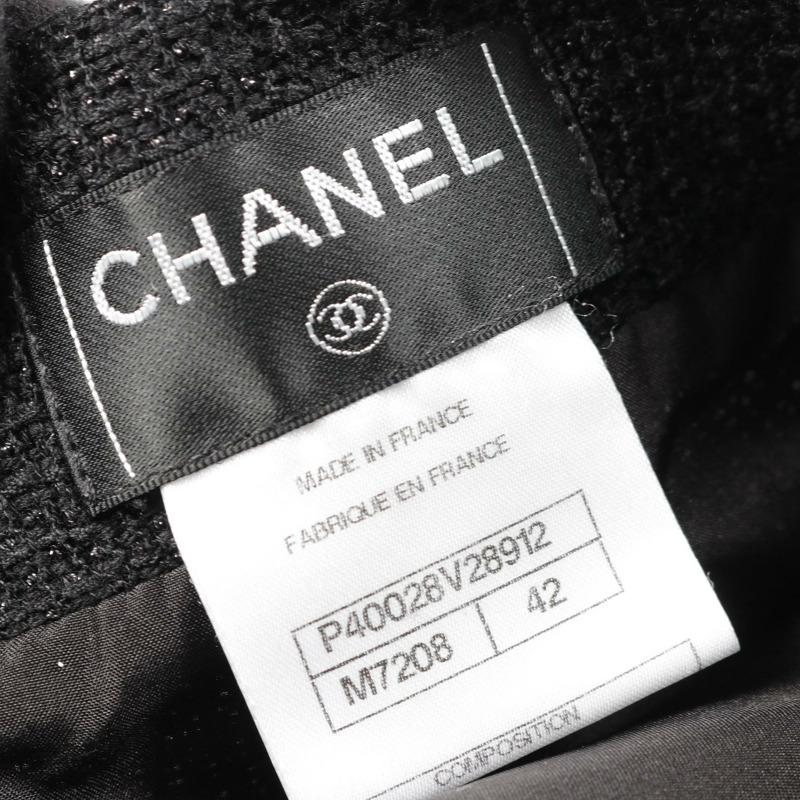 CHANEL
MADE IN FRANCE
FABRIQUE EN FRANCE
P40028V28912
M7208 42
COMPOSITION